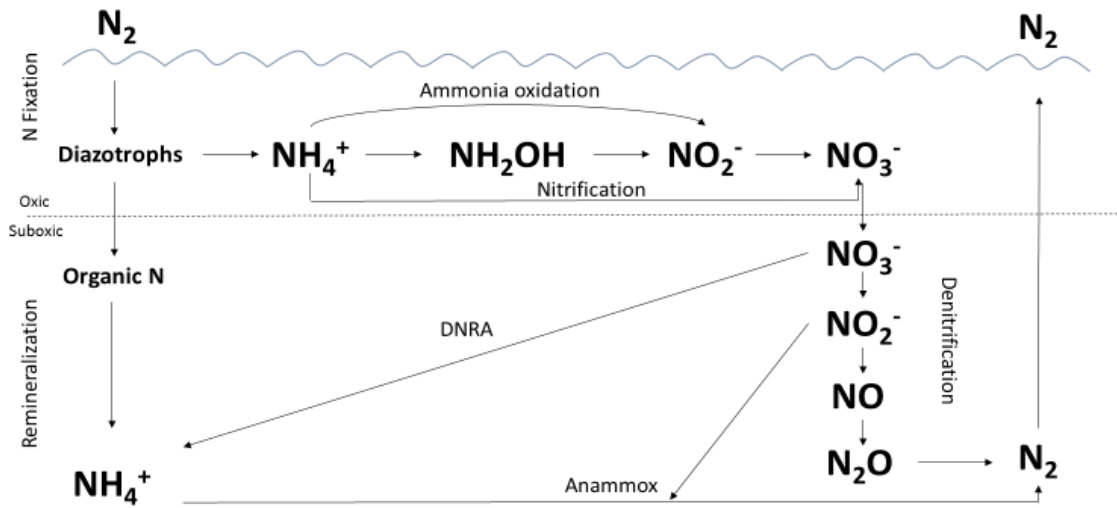 N₂
N₂
N Fixation
Ammonia oxidation
Diazotrophs NH₄⁺ NH₂OH NO₂⁻ NO₃⁻
Nitrification
Oxic
Suboxic
Organic N
NO₃⁻
Remineralization
DNRA
NO₂⁻
Denitrification
NO
NH₄⁺
Anammox
N₂O
N₂